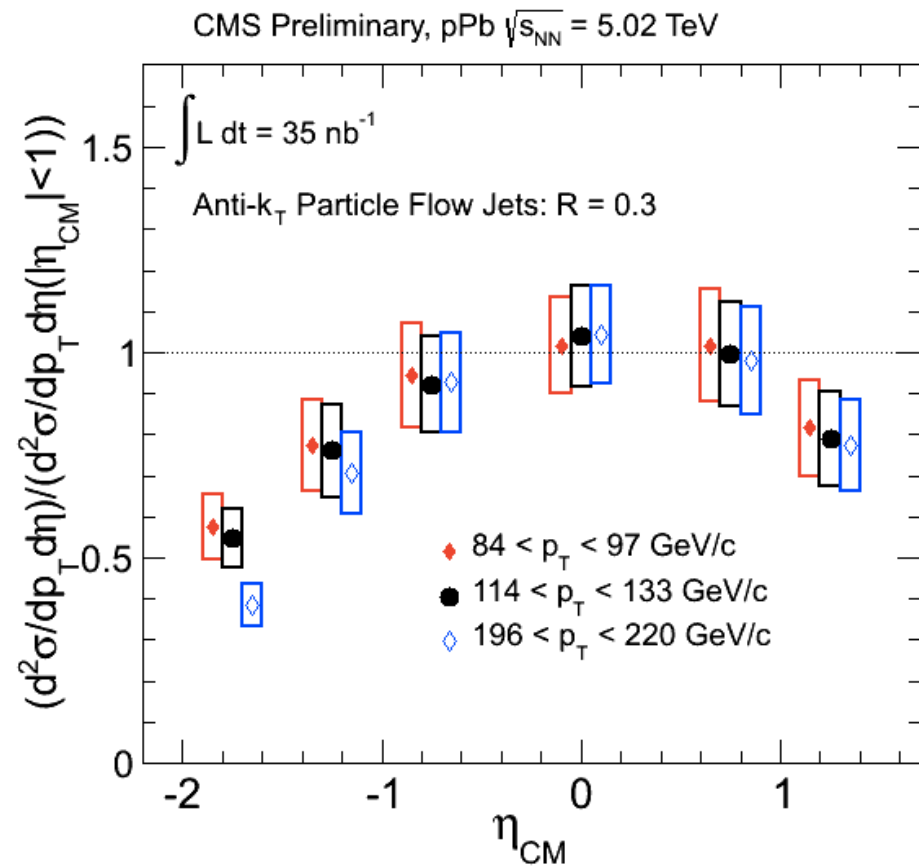 CMS Preliminary, pPb √s_NN = 5.02 TeV
∫L dt = 35 nb⁻¹
Anti-k_T Particle Flow Jets: R = 0.3
(d²σ/dp_T dη)/(d²σ/dp_T dη(|η_CM|<1))
1.5
1
0.5
0
84 < p_T < 97 GeV/c
114 < p_T < 133 GeV/c
196 < p_T < 220 GeV/c
-2 -1 0 1
η_CM